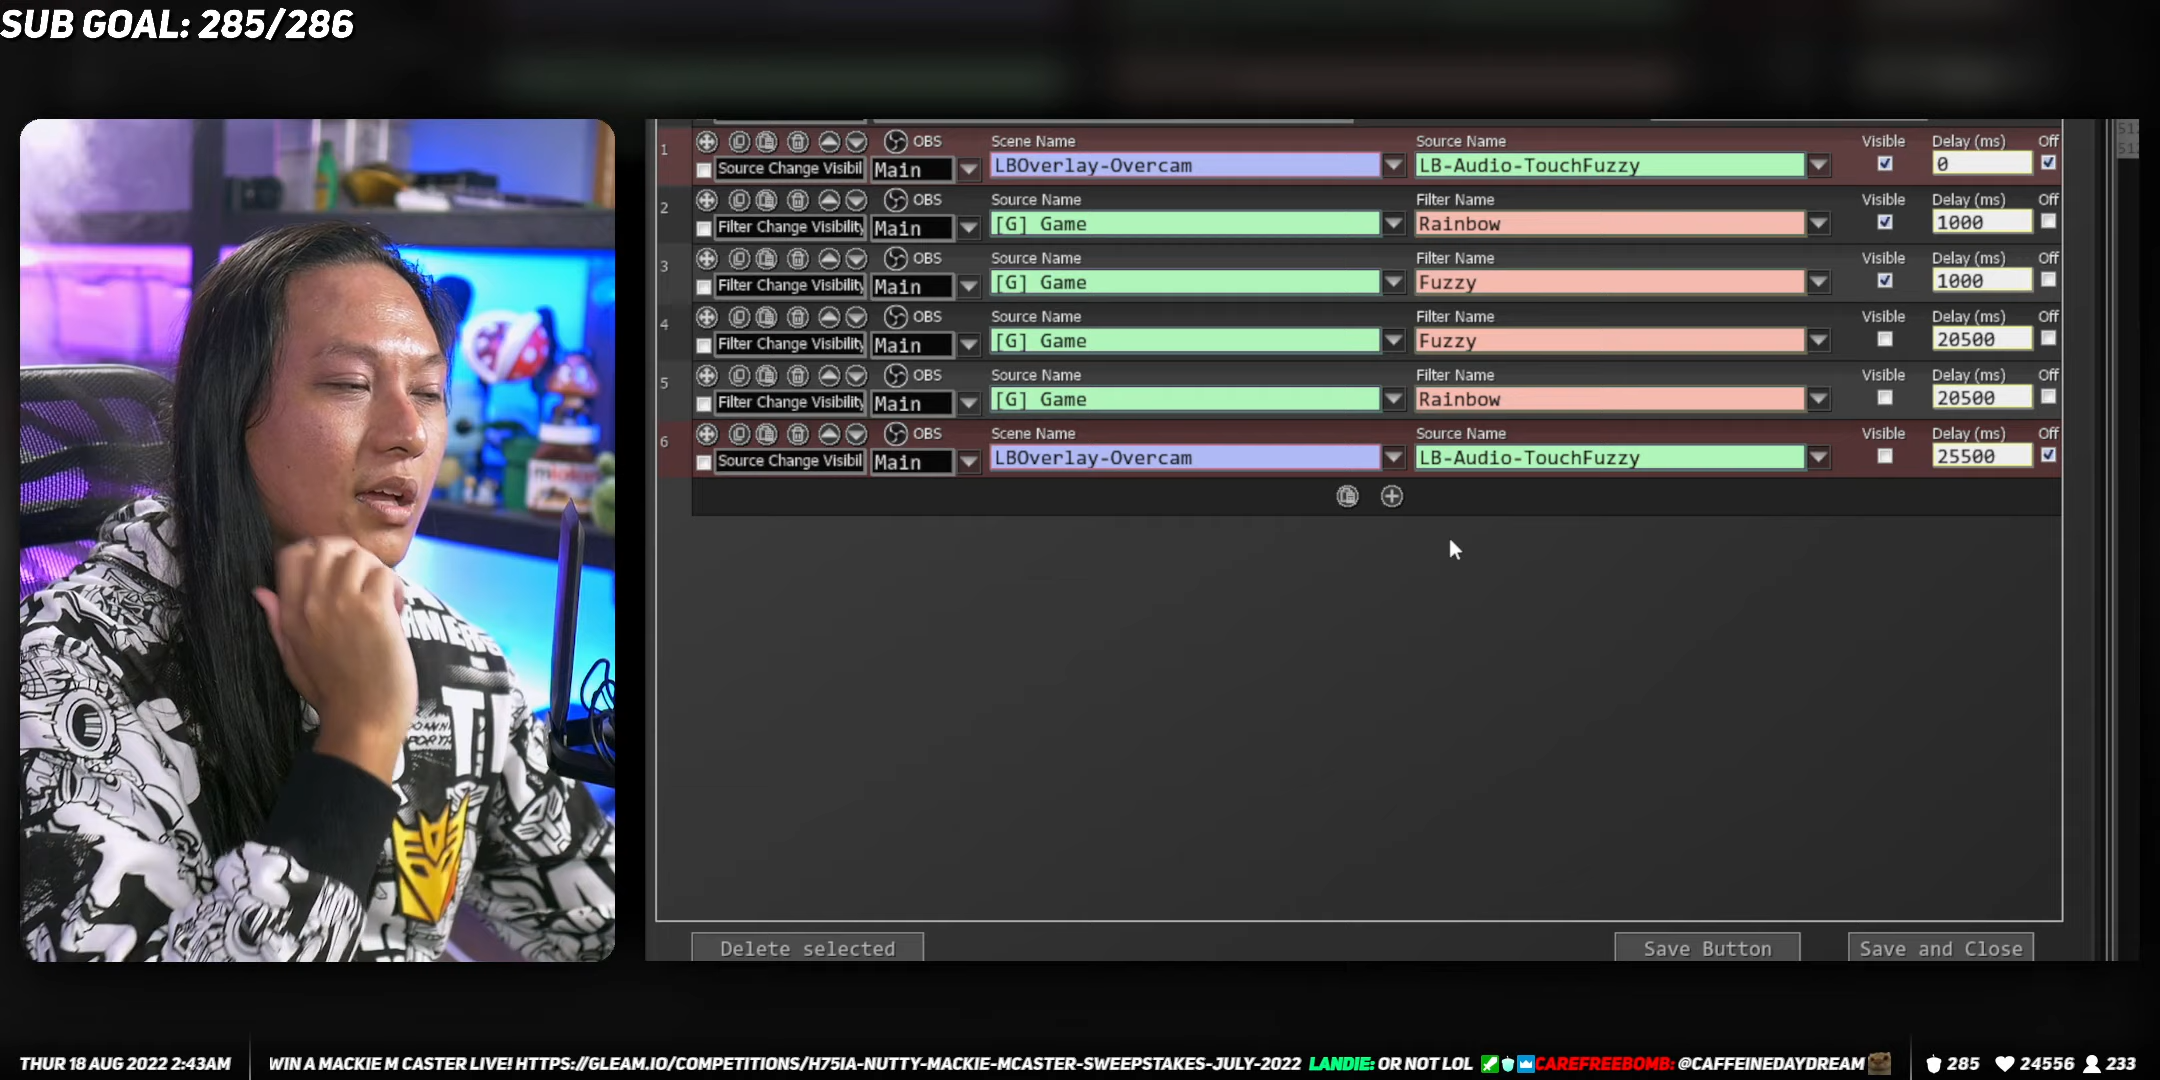 SUB GOAL: 285/286
1 OBS Scene Name Source Name Visible Delay (ms) Off
Source Change Visibil Main LBOverlay-Overcam LB-Audio-TouchFuzzy 0
2 OBS Source Name Filter Name Visible Delay (ms) Off
Filter Change Visibility Main [G] Game Rainbow 1000
3 OBS Source Name Filter Name Visible Delay (ms) Off
Filter Change Visibility Main [G] Game Fuzzy 1000
4 OBS Source Name Filter Name Visible Delay (ms) Off
Filter Change Visibility Main [G] Game Fuzzy 20500
5 OBS Source Name Filter Name Visible Delay (ms) Off
Filter Change Visibility Main [G] Game Rainbow 20500
6 OBS Scene Name Source Name Visible Delay (ms) Off
Source Change Visibil Main LBOverlay-Overcam LB-Audio-TouchFuzzy 25500
Delete selected Save Button Save and Close
THUR 18 AUG 2022 2:43AM WIN A MACKIE M CASTER LIVE! HTTPS://GLEAM.IO/COMPETITIONS/H75IA-NUTTY-MACKIE-MCASTER-SWEEPSTAKES-JULY-2022 LANDIE: OR NOT LOL CAREFREEBOMB: @CAFFEINEDAYDREAM 285 24556 233